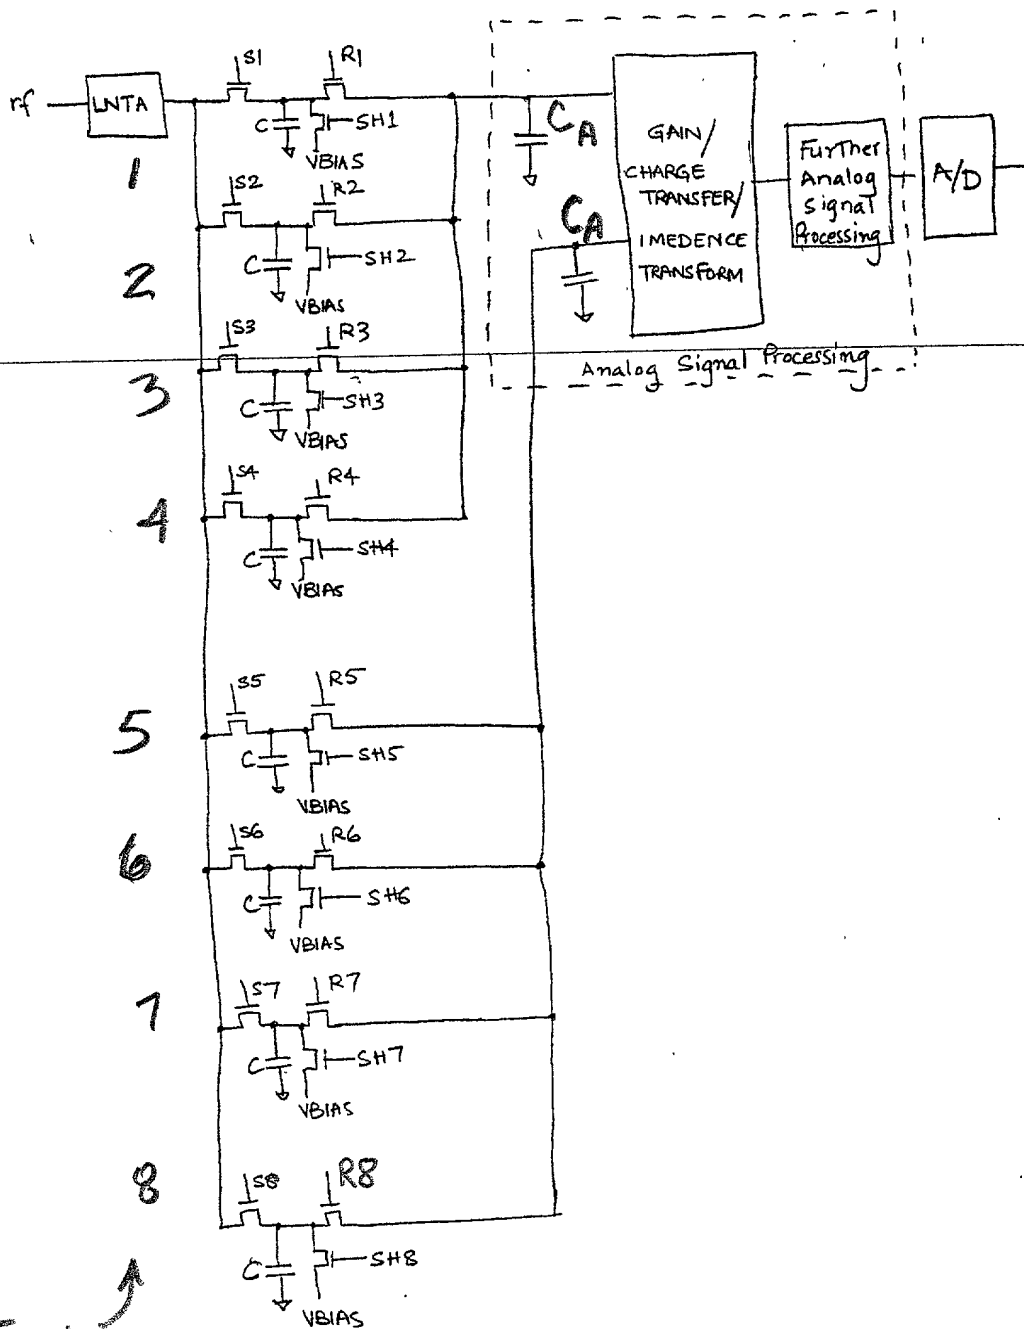 rf
LNTA
S1
R1
C
SH1
VBIAS
1
S2
R2
C
SH2
VBIAS
2
S3
R3
C
SH3
VBIAS
3
S4
R4
C
SH4
VBIAS
4
S5
R5
C
SH5
VBIAS
5
S6
R6
C
SH6
VBIAS
6
S7
R7
C
SH7
VBIAS
7
S8
R8
C
SH8
VBIAS
8
CA
CA
GAIN/
CHARGE
TRANSFER/
IMEDENCE
TRANSFORM
Further
Analog
Signal
Processing
A/D
Analog Signal Processing